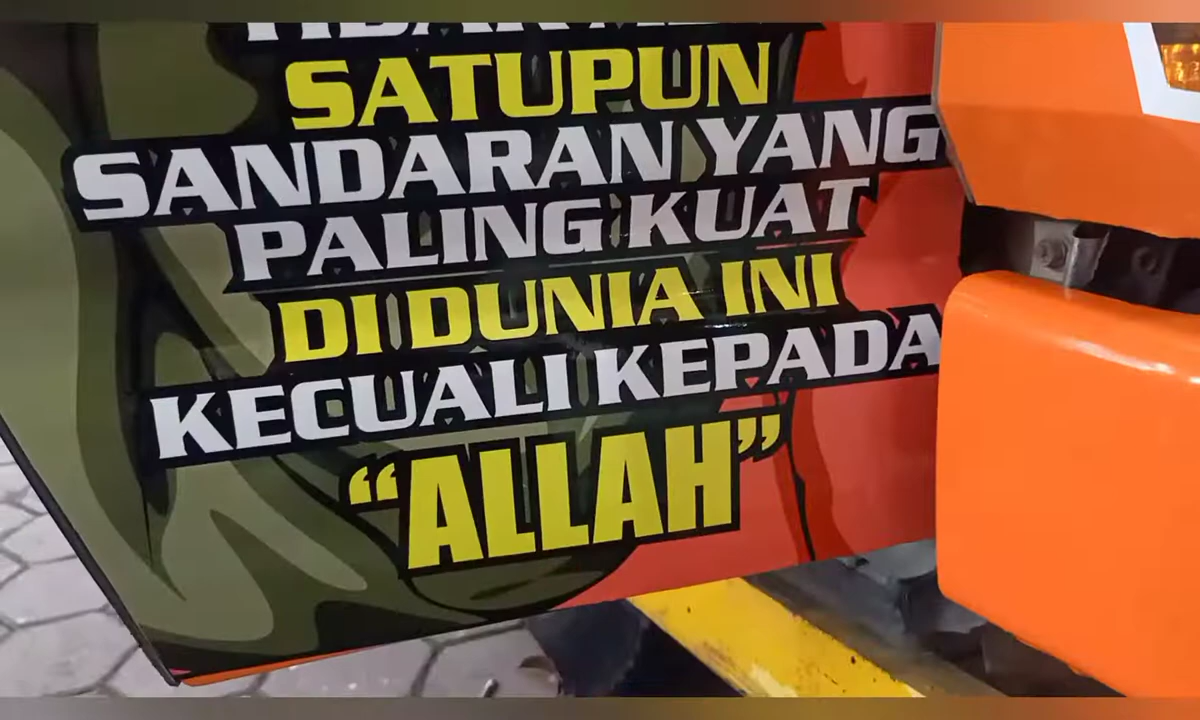 SATUPUN
SANDARAN YANG
PALING KUAT
DI DUNIA INI
KECUALI KEPADA
“ALLAH”